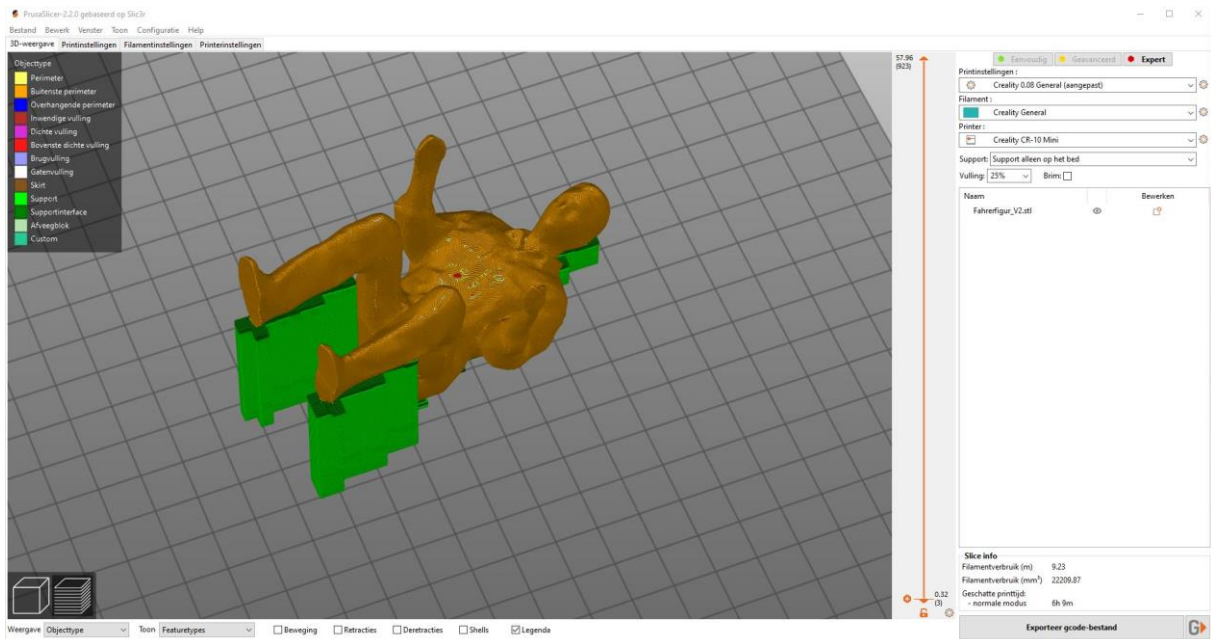 PrusaSlicer-2.2.0 gebaseerd op Slic3r
Bestand Bewerk Venster Toon Configuratie Help
3D-weergave Printinstellingen Filamentinstellingen Printerinstellingen
Objecttype
Perimeter
Buitenste perimeter
Overhangende perimeter
Inwendige vulling
Dichte vulling
Bovenste dichte vulling
Brugvulling
Gatenvulling
Skirt
Support
Supportinterface
Afveegblok
Custom
57.96
(923)
0.32
(3)
Eenvoudig Geavanceerd Expert
Printinstellingen :
Creality 0.08 General (aangepast)
Filament :
Creality General
Printer :
Creality CR-10 Mini
Support: Support alleen op het bed
Vulling: 25% Brim:
Naam Bewerken
Fahrerfigur_V2.stl
Slice info
Filamentverbruik (m) 9.23
Filamentverbruik (mm³) 22209.87
Geschatte printtijd:
- normale modus 6h 9m
Weergave Objecttype Toon Featuretypes Beweging Retracties Deretracties Shells Legenda
Exporteer gcode-bestand